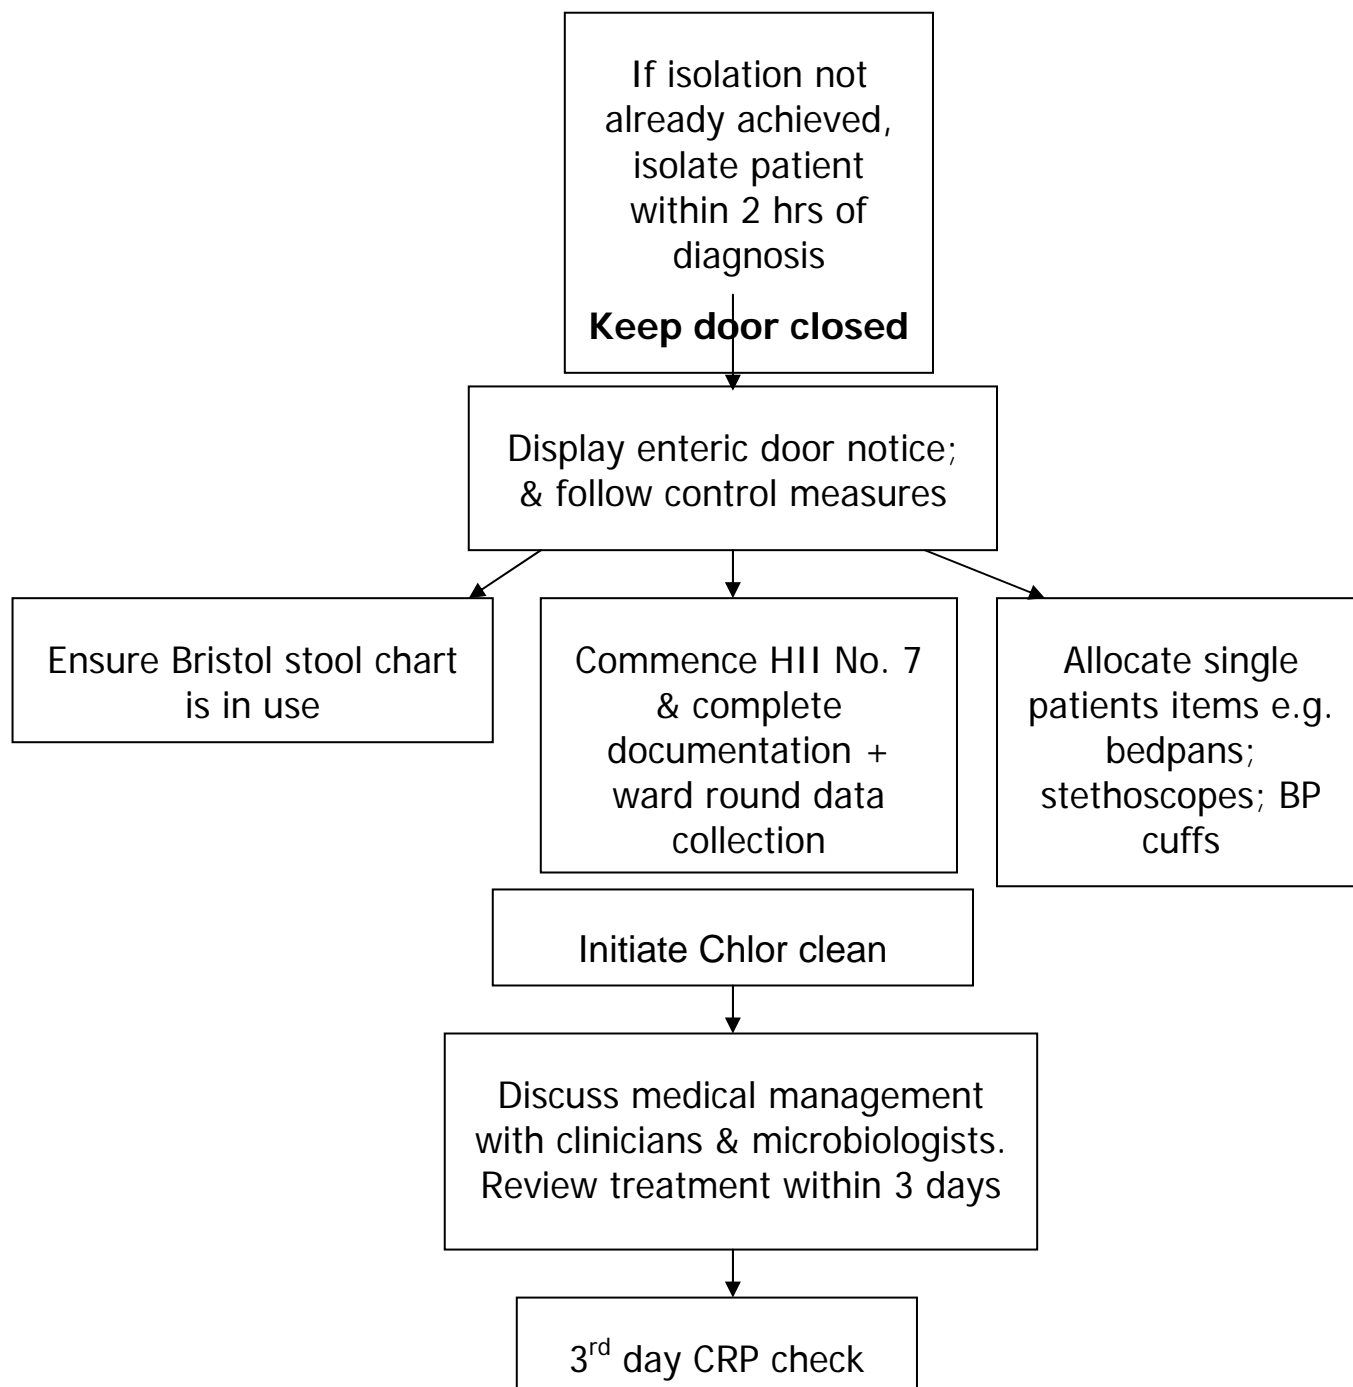 If isolation not
already achieved,
isolate patient
within 2 hrs of
diagnosis
Keep door closed
Display enteric door notice;
& follow control measures
Ensure Bristol stool chart
is in use
Commence HII No. 7
& complete
documentation +
ward round data
collection
Allocate single
patients items e.g.
bedpans;
stethoscopes; BP
cuffs
Initiate Chlor clean
Discuss medical management
with clinicians & microbiologists.
Review treatment within 3 days
3rd day CRP check